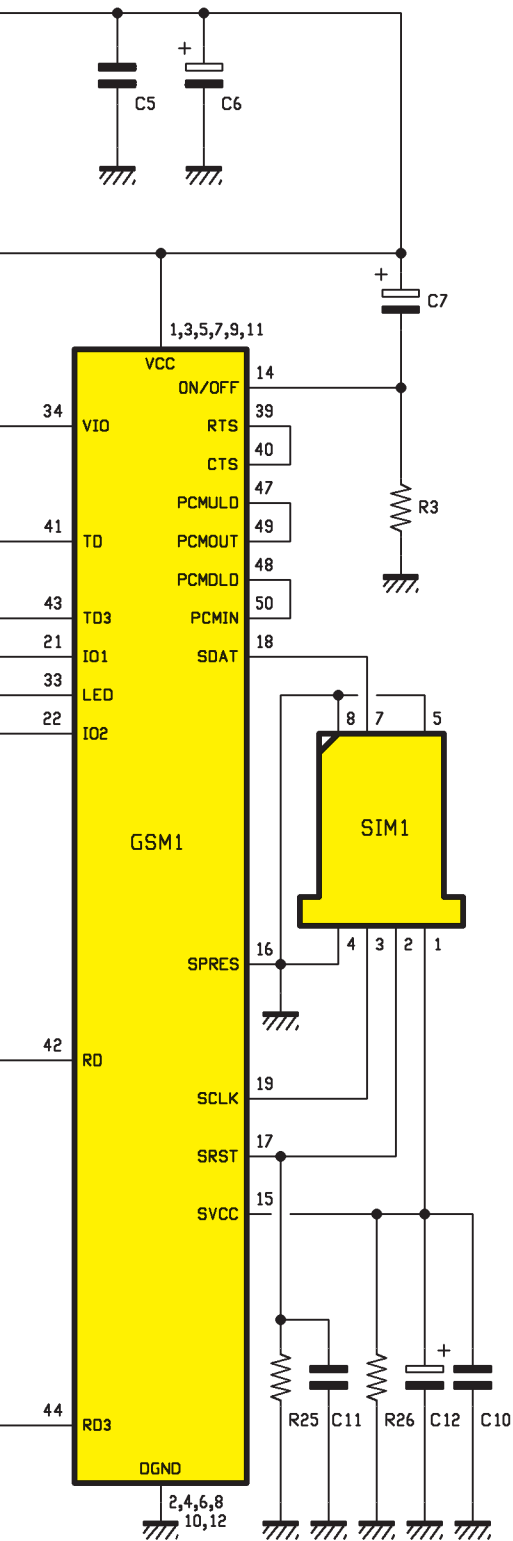 +
C5
C6
+
C7
1,3,5,7,9,11
VCC
14
ON/OFF
34
VIO
39
RTS
40
CTS
47
PCMULD
41
TD
49
PCMOUT
48
PCMDLD
43
TD3
50
PCMIN
21
IO1
18
SDAT
33
LED
22
IO2
R3
8 7 5
SIM1
GSM1
4 3 2 1
16
SPRES
42
RD
19
SCLK
17
SRST
15
SVCC
+
R25 C11 R26 C12 C10
44
RD3
DGND
2,4,6,8
10,12